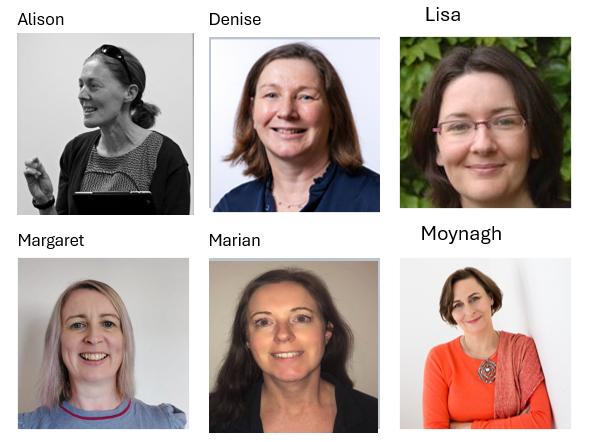 Alison
Denise
Lisa
Margaret
Marian
Moynagh